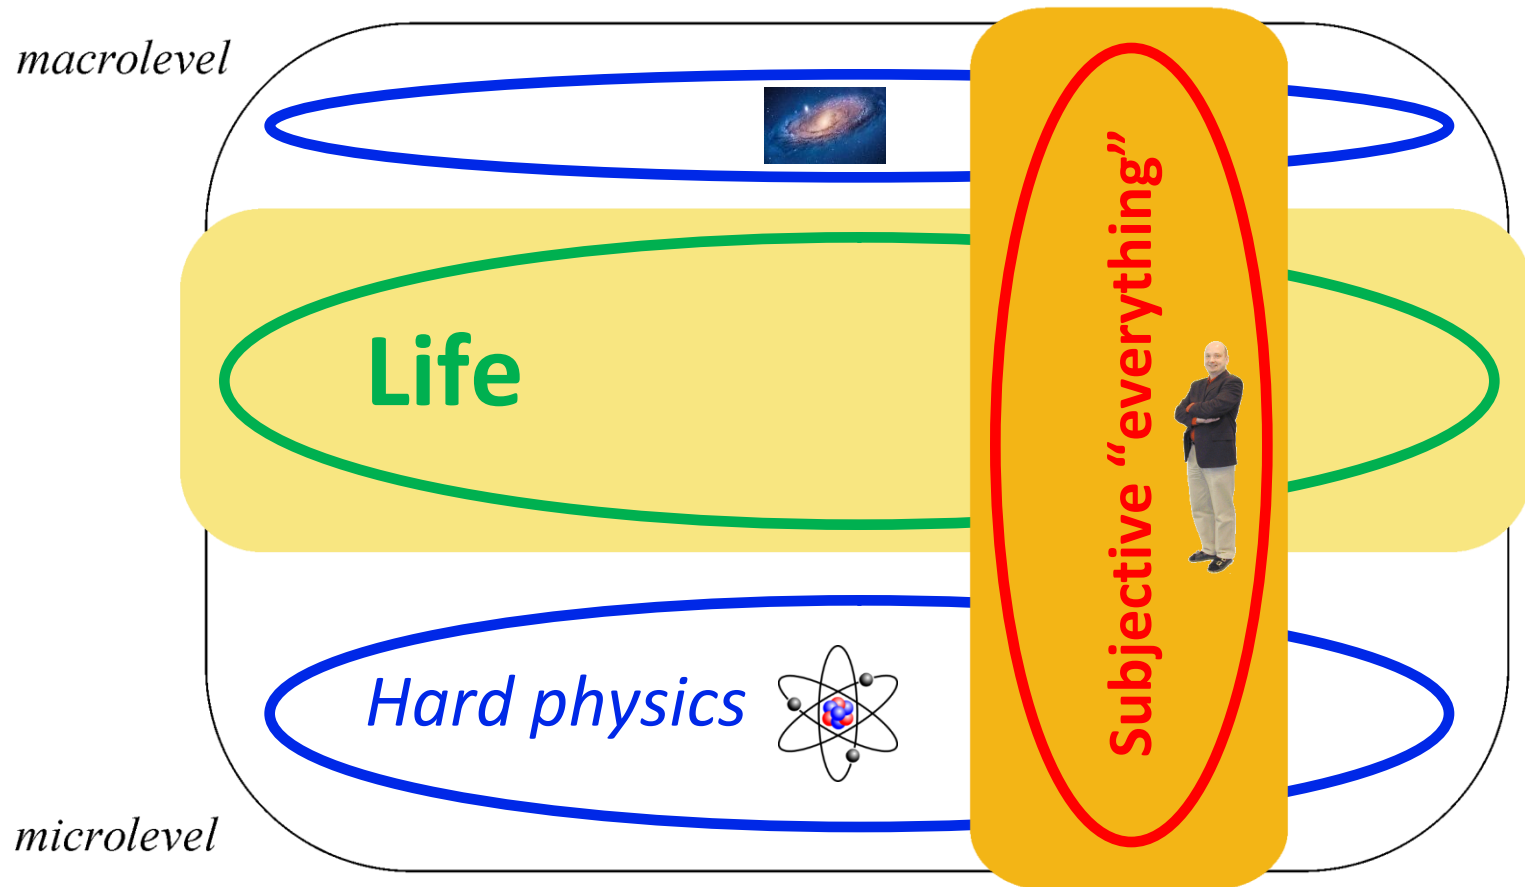 macrolevel
Life
Subjective “everything”
Hard physics
microlevel